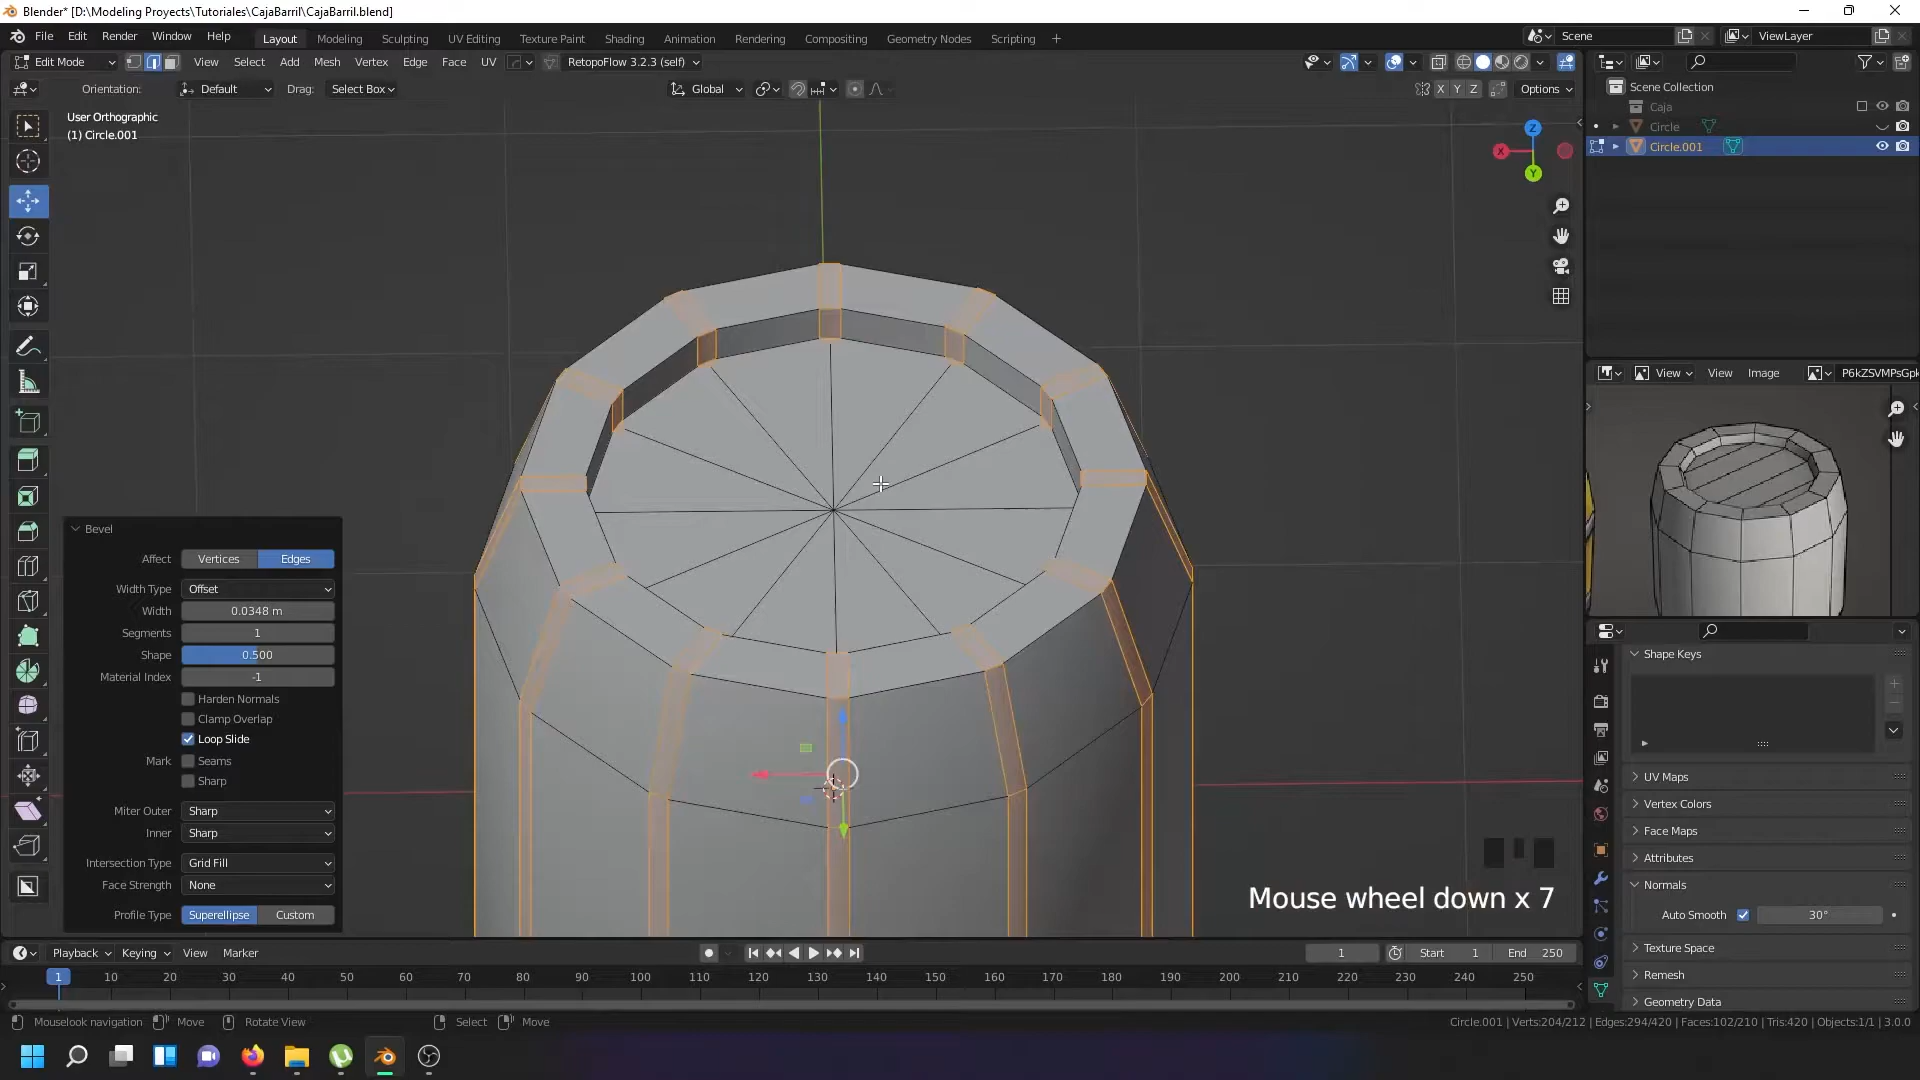 Blender* [D:\Modeling Proyects\Tutoriales\CajaBarril\CajaBarril.blend]
File Edit Render Window Help Layout Modeling Sculpting UV Editing Texture Paint Shading Animation Rendering Compositing Geometry Nodes Scripting + Scene ViewLayer
Edit Mode View Select Add Mesh Vertex Edge Face UV RetopoFlow 3.2.3 (self)
Orientation: Default Drag: Select Box Global X Y Z Options
User Orthographic
(1) Circle.001
Z
X
Y
Scene Collection
Caja
Circle
Circle.001
View View Image P6kZSVMPsGpk
Bevel
Affect Vertices Edges
Width Type Offset
Width 0.0348 m
Segments 1
Shape 0.500
Material Index -1
Harden Normals
Clamp Overlap
Loop Slide
Mark Seams
Sharp
Miter Outer Sharp
Inner Sharp
Intersection Type Grid Fill
Face Strength None
Profile Type Superellipse Custom
Mouse wheel down x 7
Shape Keys
UV Maps
Vertex Colors
Face Maps
Attributes
Normals
Auto Smooth 30°
Texture Space
Remesh
Geometry Data
Playback Keying View Marker 1 Start 1 End 250
1 10 20 30 40 50 60 70 80 90 100 110 120 130 140 150 160 170 180 190 200 210 220 230 240 250
Mouselook navigation Move Rotate View Select Move Circle.001 | Verts:204/212 | Edges:294/420 | Faces:102/210 | Tris:420 | Objects:1/1 | 3.0.0